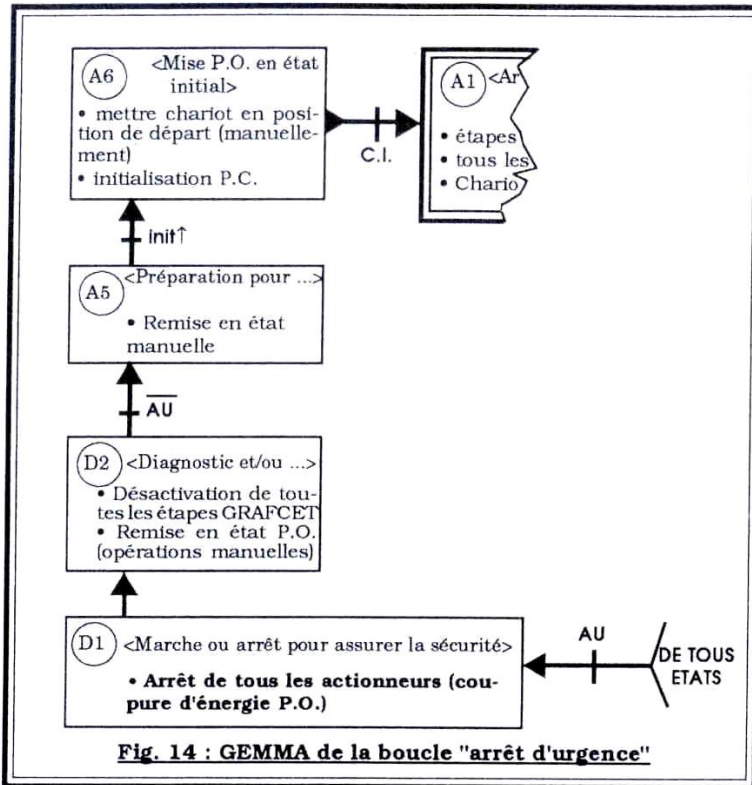 A6
<Mise P.O. en état
initial>
• mettre chariot en posi-
tion de départ (manuelle-
ment)
• initialisation P.C.
C.I.
A1
<Ar
• étapes
• tous les
• Chario
init↑
A5
<Préparation pour ...>
• Remise en état
manuelle
A̅U̅
D2
<Diagnostic et/ou ...>
• Désactivation de tou-
tes les étapes GRAFCET
• Remise en état P.O.
(opérations manuelles)
D1
<Marche ou arrêt pour assurer la sécurité>
• Arrêt de tous les actionneurs (cou-
pure d'énergie P.O.)
AU
DE TOUS
ETATS
Fig. 14 : GEMMA de la boucle "arrêt d'urgence"